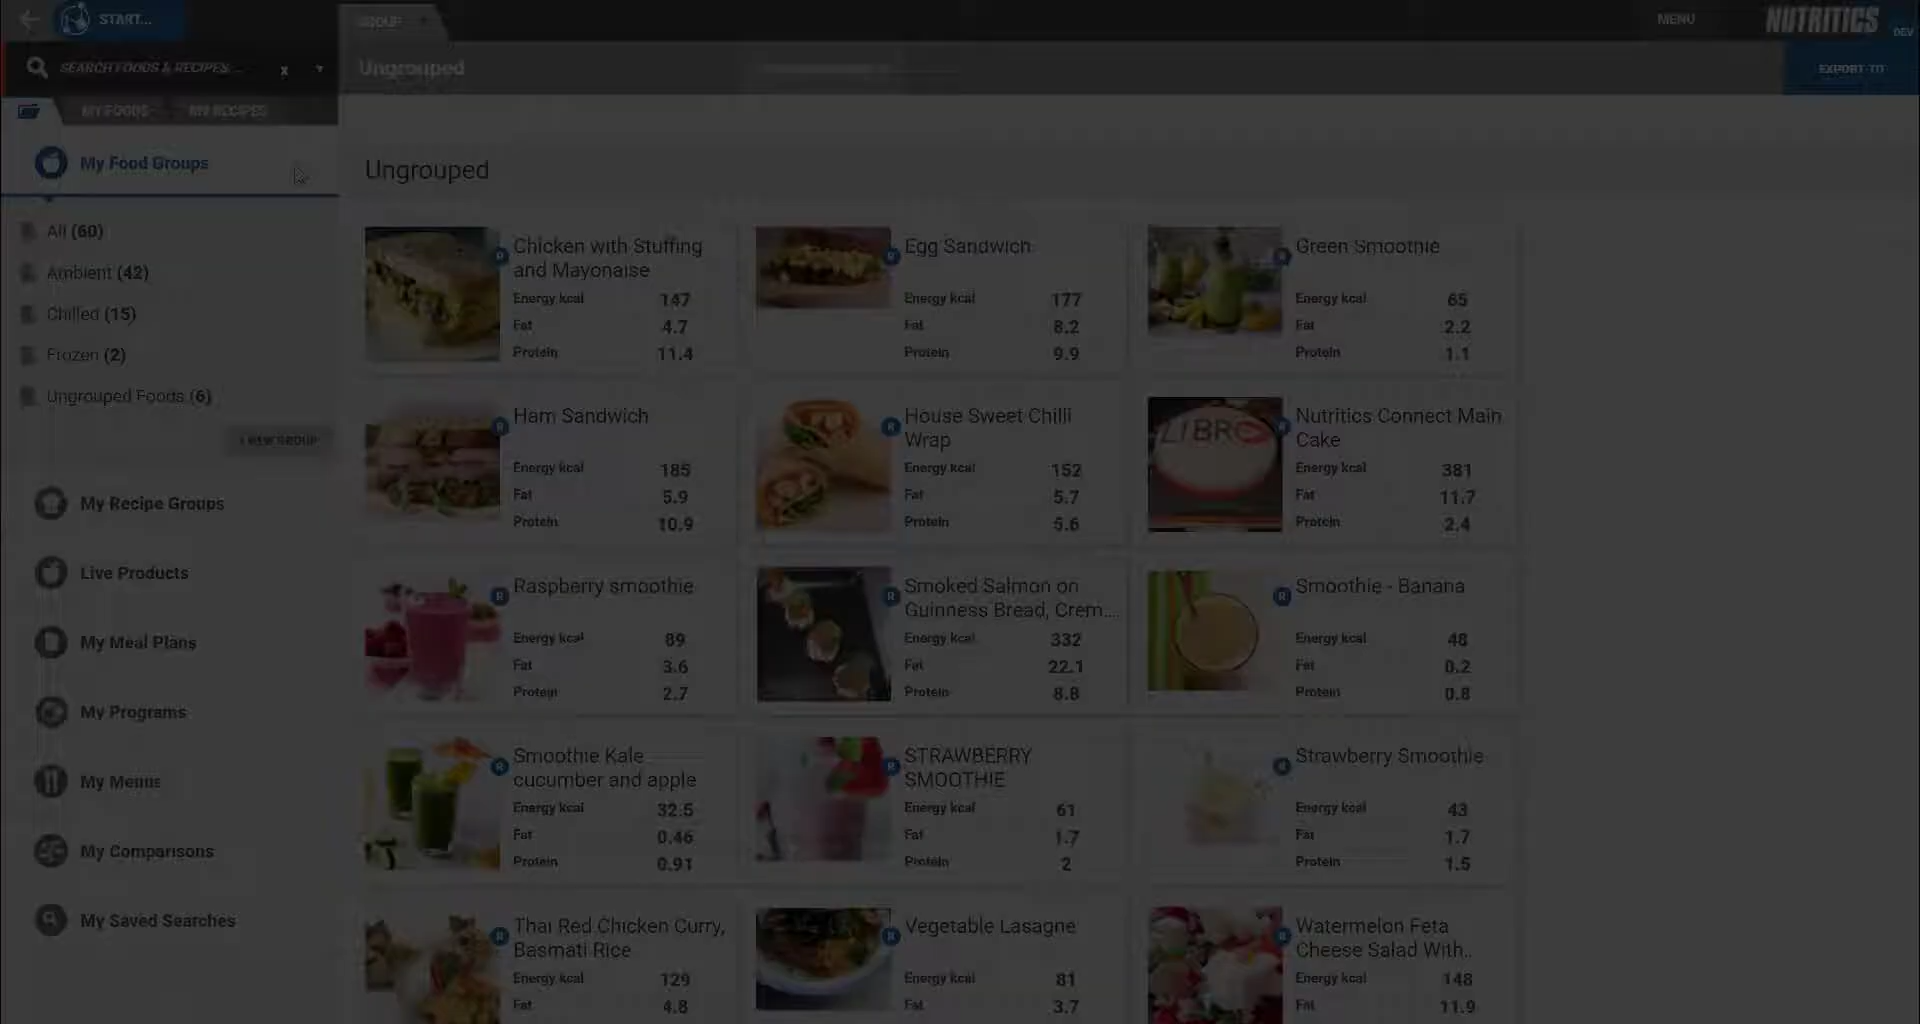 START...
GROUP
MENU
NUTRITICS
DEV
SEARCH FOODS & RECIPES ...
x
Ungrouped
EXPORT TO
MY FOODS
MY RECIPES
My Food Groups
All (60)
Ambient (42)
Chilled (15)
Frozen (2)
Ungrouped Foods (6)
NEW GROUP
My Recipe Groups
Live Products
My Meal Plans
My Programs
My Menus
My Comparisons
My Saved Searches
Ungrouped
R
Chicken with Stuffing
and Mayonaise
Energy kcal 147
Fat 4.7
Protein 11.4
R
Egg Sandwich
Energy kcal 177
Fat 8.2
Protein 9.9
R
Green Smoothie
Energy kcal 65
Fat 2.2
Protein 1.1
R
Ham Sandwich
Energy kcal 185
Fat 5.9
Protein 10.9
R
House Sweet Chilli
Wrap
Energy kcal 152
Fat 5.7
Protein 5.6
LIBRO
R
Nutritics Connect Main
Cake
Energy kcal 381
Fat 11.7
Protein 2.4
R
Raspberry smoothie
Energy kcal 89
Fat 3.6
Protein 2.7
R
Smoked Salmon on
Guinness Bread, Crem...
Energy kcal 332
Fat 22.1
Protein 8.8
R
Smoothie - Banana
Energy kcal 48
Fat 0.2
Protein 0.8
R
Smoothie Kale
cucumber and apple
Energy kcal 32.5
Fat 0.46
Protein 0.91
R
STRAWBERRY
SMOOTHIE
Energy kcal 61
Fat 1.7
Protein 2
R
Strawberry Smoothie
Energy kcal 43
Fat 1.7
Protein 1.5
R
Thai Red Chicken Curry,
Basmati Rice
Energy kcal 129
Fat 4.8
R
Vegetable Lasagne
Energy kcal 81
Fat 3.7
R
Watermelon Feta
Cheese Salad With..
Energy kcal 148
Fat 11.9